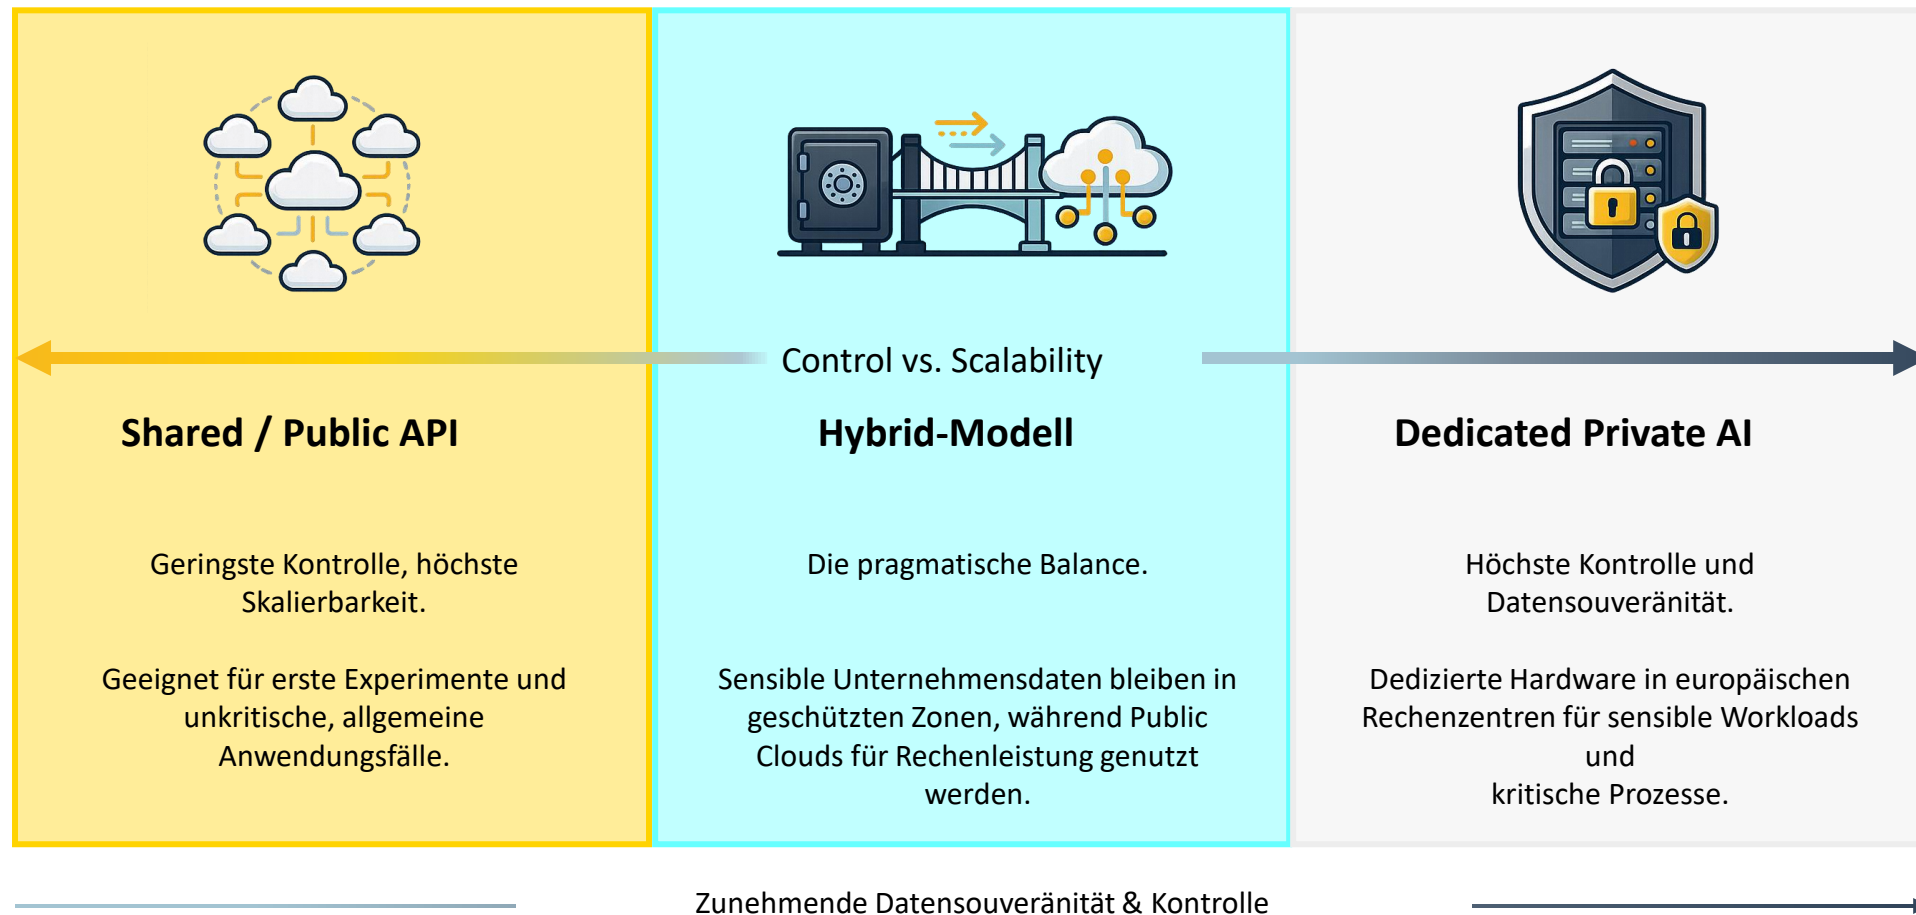 Control vs. Scalability
Shared / Public API
Geringste Kontrolle, höchste
Skalierbarkeit.
Geeignet für erste Experimente und
unkritische, allgemeine
Anwendungsfälle.
Hybrid-Modell
Die pragmatische Balance.
Sensible Unternehmensdaten bleiben in
geschützten Zonen, während Public
Clouds für Rechenleistung genutzt
werden.
Dedicated Private AI
Höchste Kontrolle und
Datensouveränität.
Dedizierte Hardware in europäischen
Rechenzentren für sensible Workloads
und
kritische Prozesse.
Zunehmende Datensouveränität & Kontrolle